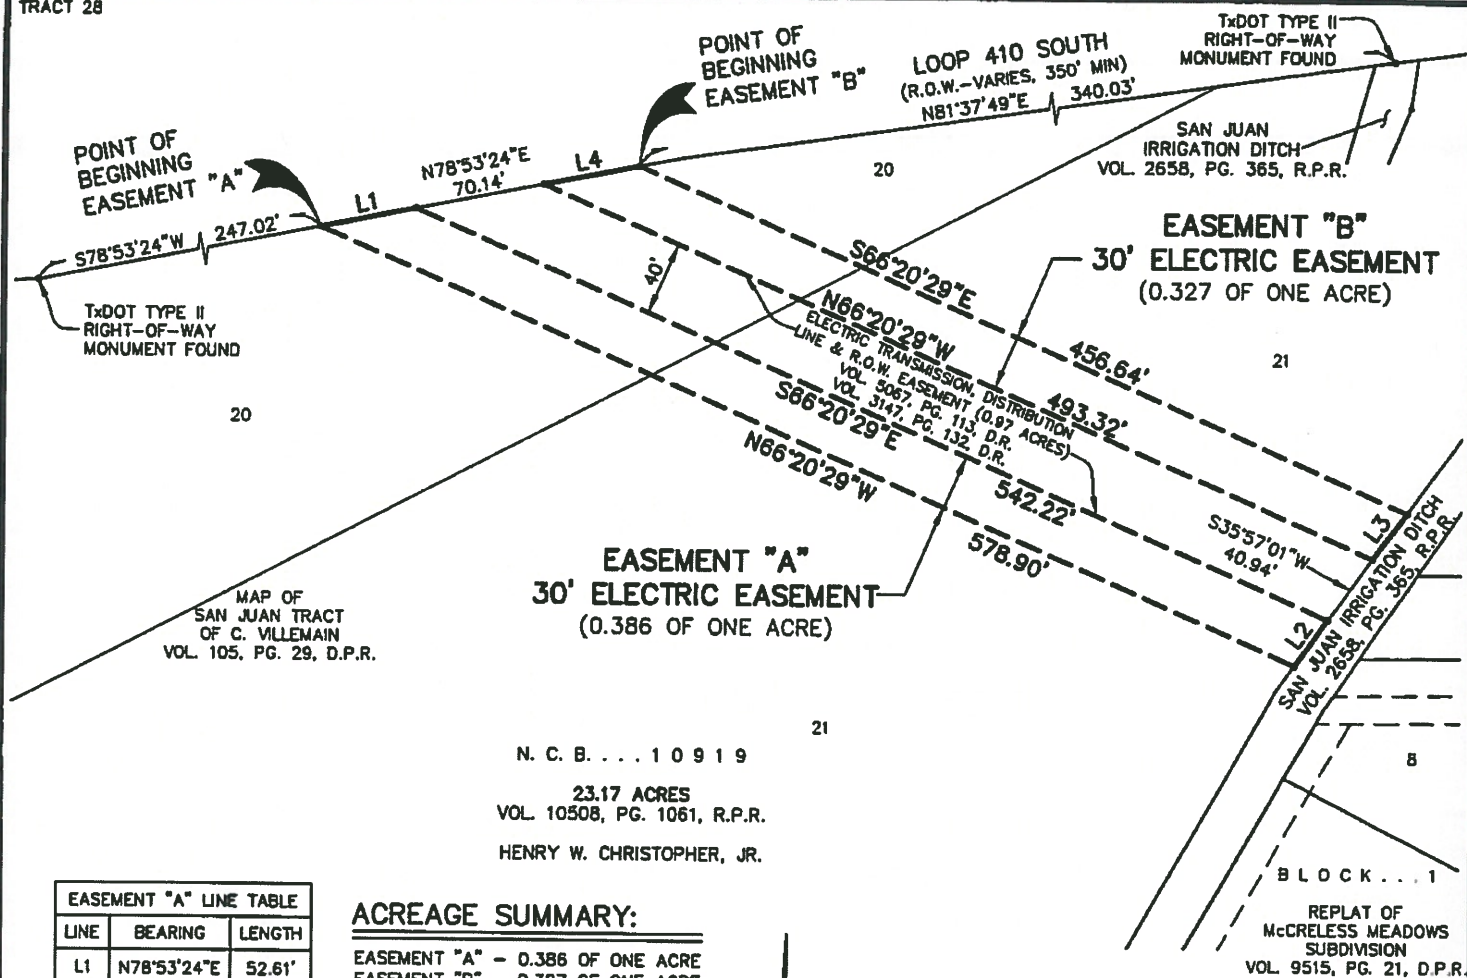 TRACT 28
TxDOT TYPE II
RIGHT-OF-WAY
MONUMENT FOUND
POINT OF
BEGINNING
EASEMENT "B"
LOOP 410 SOUTH
(R.O.W.-VARIES, 350' MIN)
N81°37'49"E 340.03'
SAN JUAN
IRRIGATION DITCH
VOL. 2658, PG. 365, R.P.R.
POINT OF
BEGINNING
EASEMENT "A"
L1
N78°53'24"E
70.14'
L4
20
S78°53'24"W 247.02'
TxDOT TYPE II
RIGHT-OF-WAY
MONUMENT FOUND
40'
EASEMENT "B"
30' ELECTRIC EASEMENT
(0.327 OF ONE ACRE)
S66°20'29"E
456.64'
N66°20'29"W
493.32'
ELECTRIC TRANSMISSION, DISTRIBUTION
LINE & R.O.W. EASEMENT (0.97 ACRES)
VOL. 5067, PG. 113, D.R.
VOL. 3147, PG. 132, D.R.
S66°20'29"E
542.22'
N66°20'29"W
578.90'
21
20
EASEMENT "A"
30' ELECTRIC EASEMENT
(0.386 OF ONE ACRE)
S35°57'01"W
40.94'
L3
L2
SAN JUAN IRRIGATION DITCH
VOL. 2658, PG. 365, R.P.R.
MAP OF
SAN JUAN TRACT
OF C. VILLEMAIN
VOL. 105, PG. 29, D.P.R.
21
N. C. B. . . . 1 0 9 1 9
23.17 ACRES
VOL. 10508, PG. 1061, R.P.R.
HENRY W. CHRISTOPHER, JR.
8
B L O C K . . . 1
REPLAT OF
McCRELESS MEADOWS
SUBDIVISION
VOL. 9515, PG. 21, D.P.R.
EASEMENT "A" LINE TABLE
LINE BEARING LENGTH
L1 N78°53'24"E 52.61'
ACREAGE SUMMARY:
EASEMENT "A" - 0.386 OF ONE ACRE